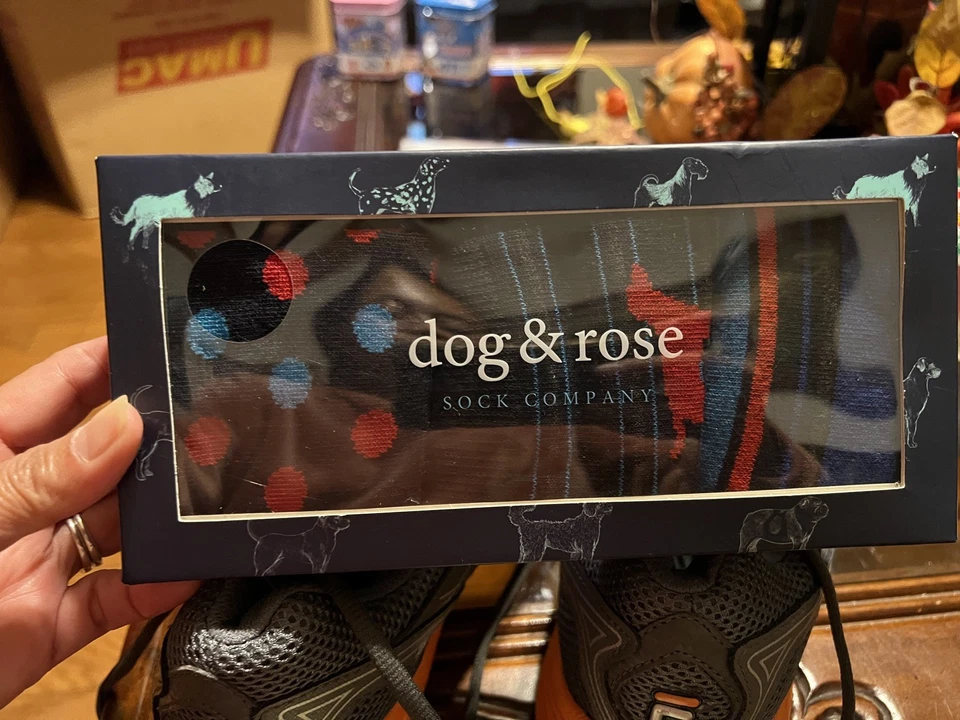 UMAC
dog & rose
SOCK COMPANY